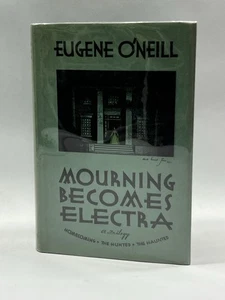 EUGENE O'NEILL
MOURNING
BECOMES
ELECTRA
a trilogy
HOMECOMING • THE HUNTED • THE HAUNTED